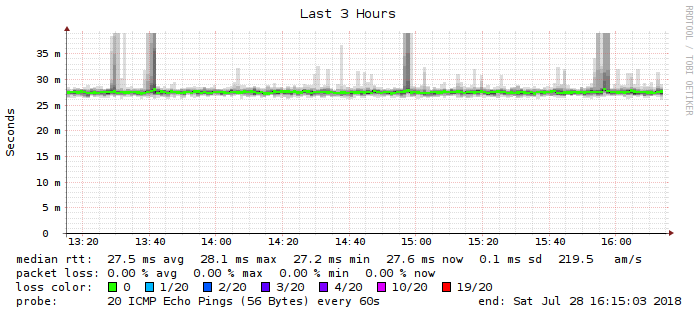 Last 3 Hours
RRDTOOL / TOBI OETIKER
Seconds
35 m
30 m
25 m
20 m
15 m
10 m
5 m
0
13:20 13:40 14:00 14:20 14:40 15:00 15:20 15:40 16:00
median rtt: 27.5 ms avg 28.1 ms max 27.2 ms min 27.6 ms now 0.1 ms sd 219.5 am/s
packet loss: 0.00 % avg 0.00 % max 0.00 % min 0.00 % now
loss color: 0 1/20 2/20 3/20 4/20 10/20 19/20
probe: 20 ICMP Echo Pings (56 Bytes) every 60s end: Sat Jul 28 16:15:03 2018